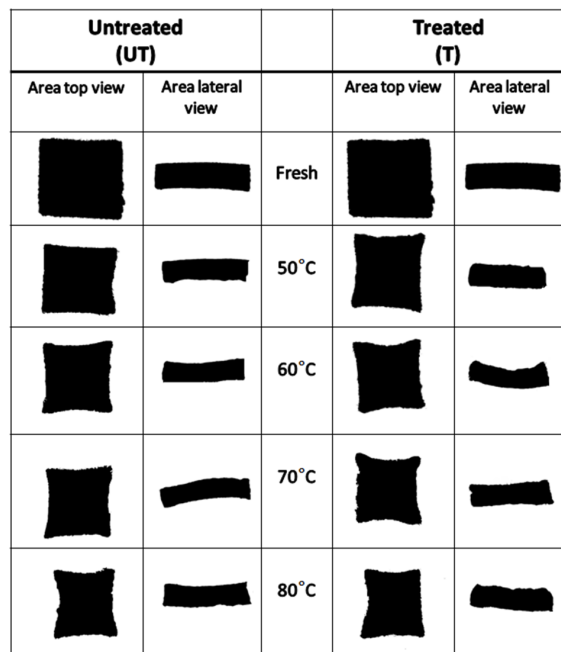 Untreated
(UT)
Treated
(T)
Area top view
Area lateral
view
Area top view
Area lateral
view
Fresh
50°C
60°C
70°C
80°C